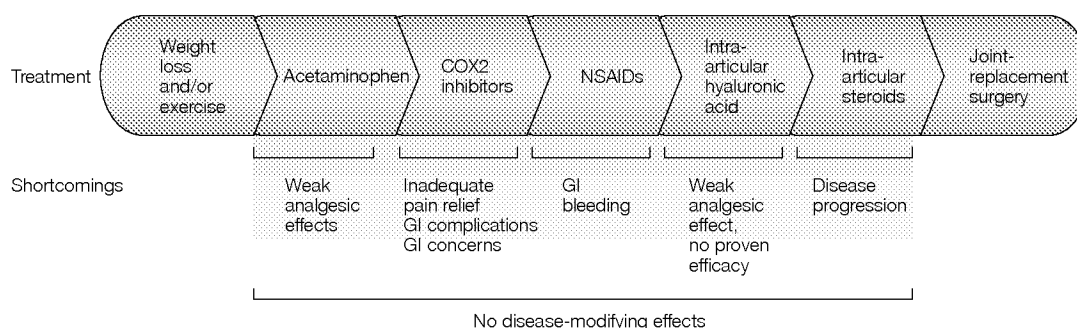 Treatment
Weight
loss
and/or
exercise
Acetaminophen
COX2
inhibitors
NSAIDs
Intra-
articular
hyaluronic
acid
Intra-
articular
steroids
Joint-
replacement
surgery
Shortcomings
Weak
analgesic
effects
Inadequate
pain relief
GI complications
GI concerns
GI
bleeding
Weak
analgesic
effect,
no proven
efficacy
Disease
progression
No disease-modifying effects